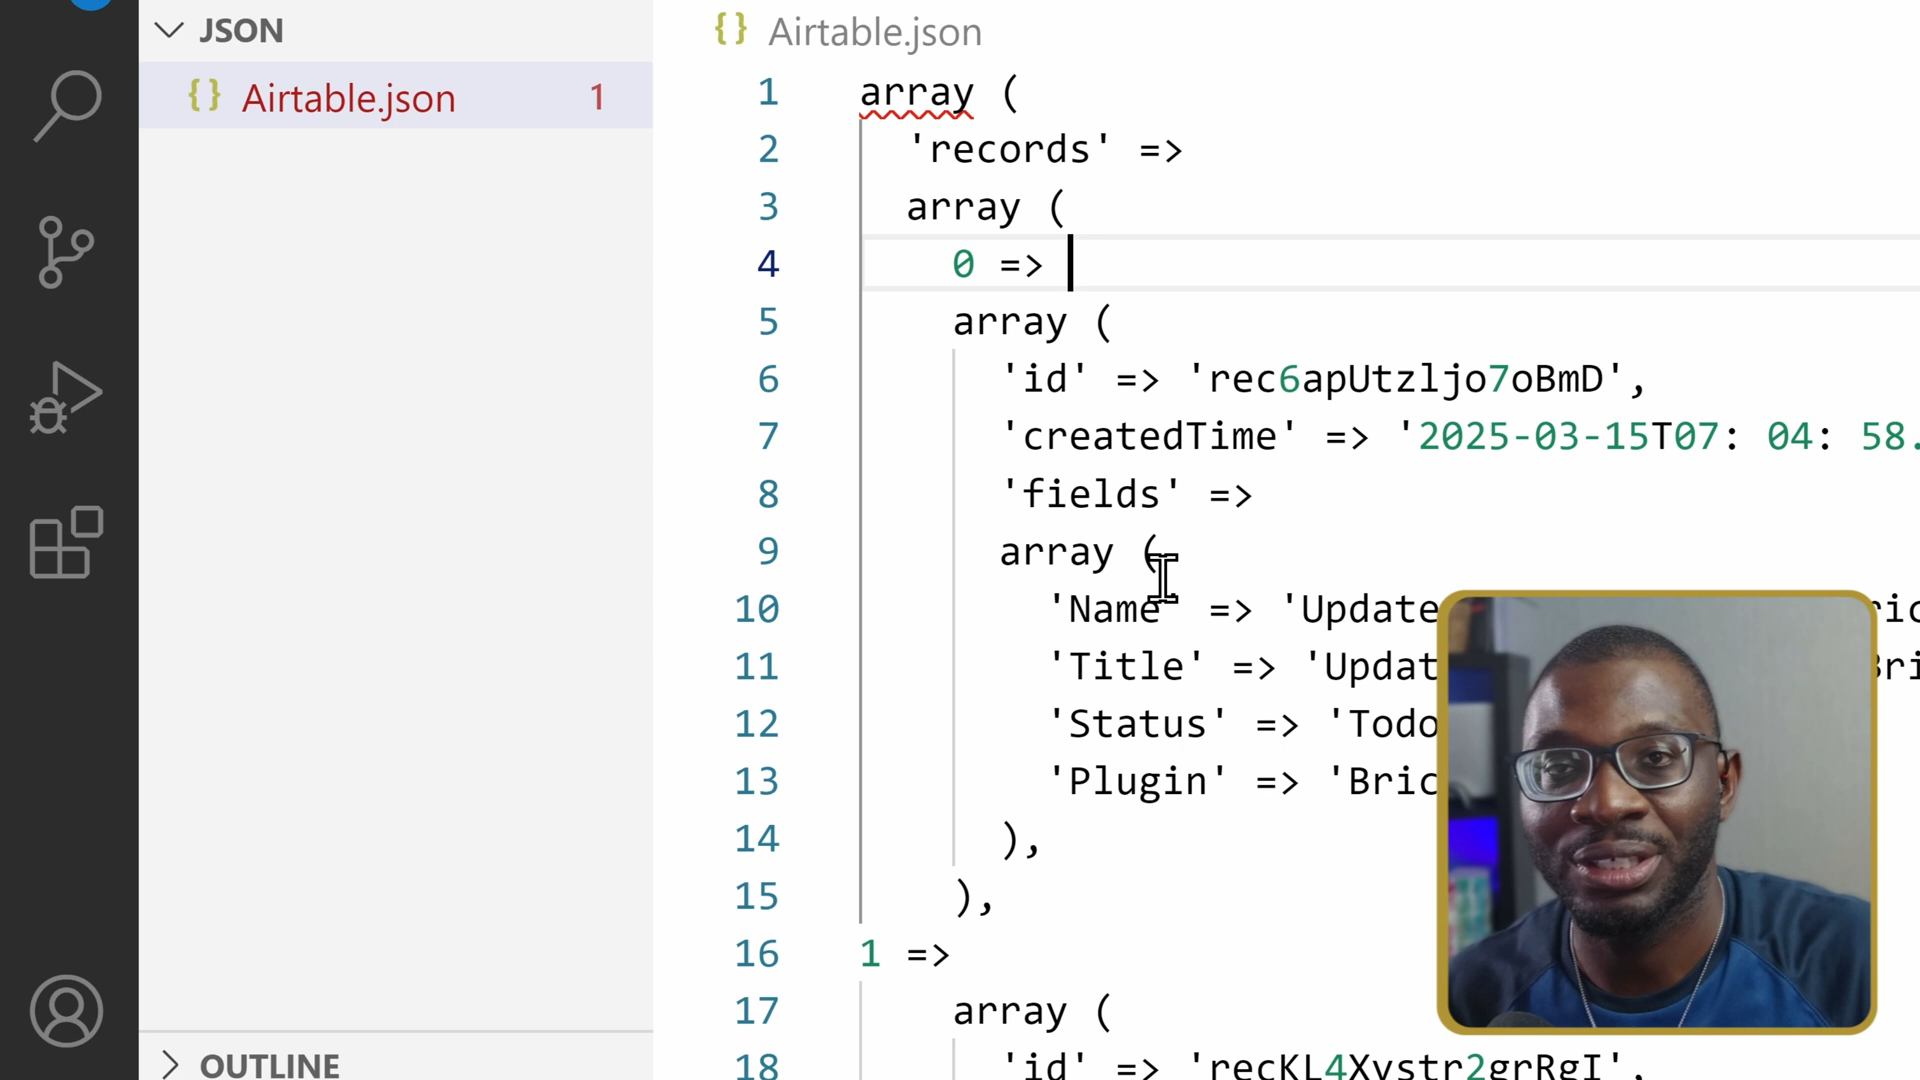 JSON
{} Airtable.json 1
{} Airtable.json
1 array (
2 'records' =>
3 array (
4 0 =>
5 array (
6 'id' => 'rec6apUtzljo7oBmD',
7 'createdTime' => '2025-03-15T07: 04: 58.
8 'fields' =>
9 array (
10 'Name' => 'Update ric
11 'Title' => 'Updat Bri
12 'Status' => 'Todo
13 'Plugin' => 'Bric
14 ),
15 ),
16 1 =>
17 array (
18 'id' => 'recKL4Xvstr2grRgI',
OUTLINE